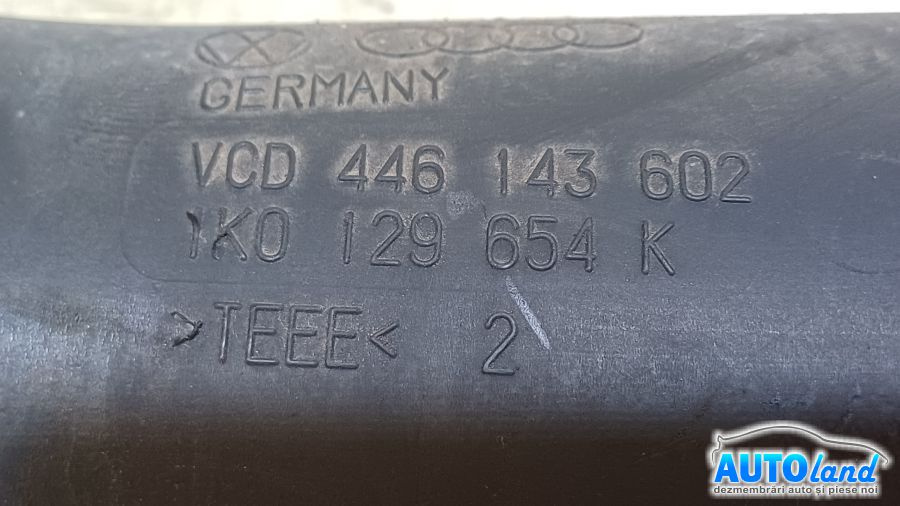 GERMANY
VCD 446 143 602
1K0 129 654 K
>TEEE< 2
AUTOland
dezmembrări auto și piese noi